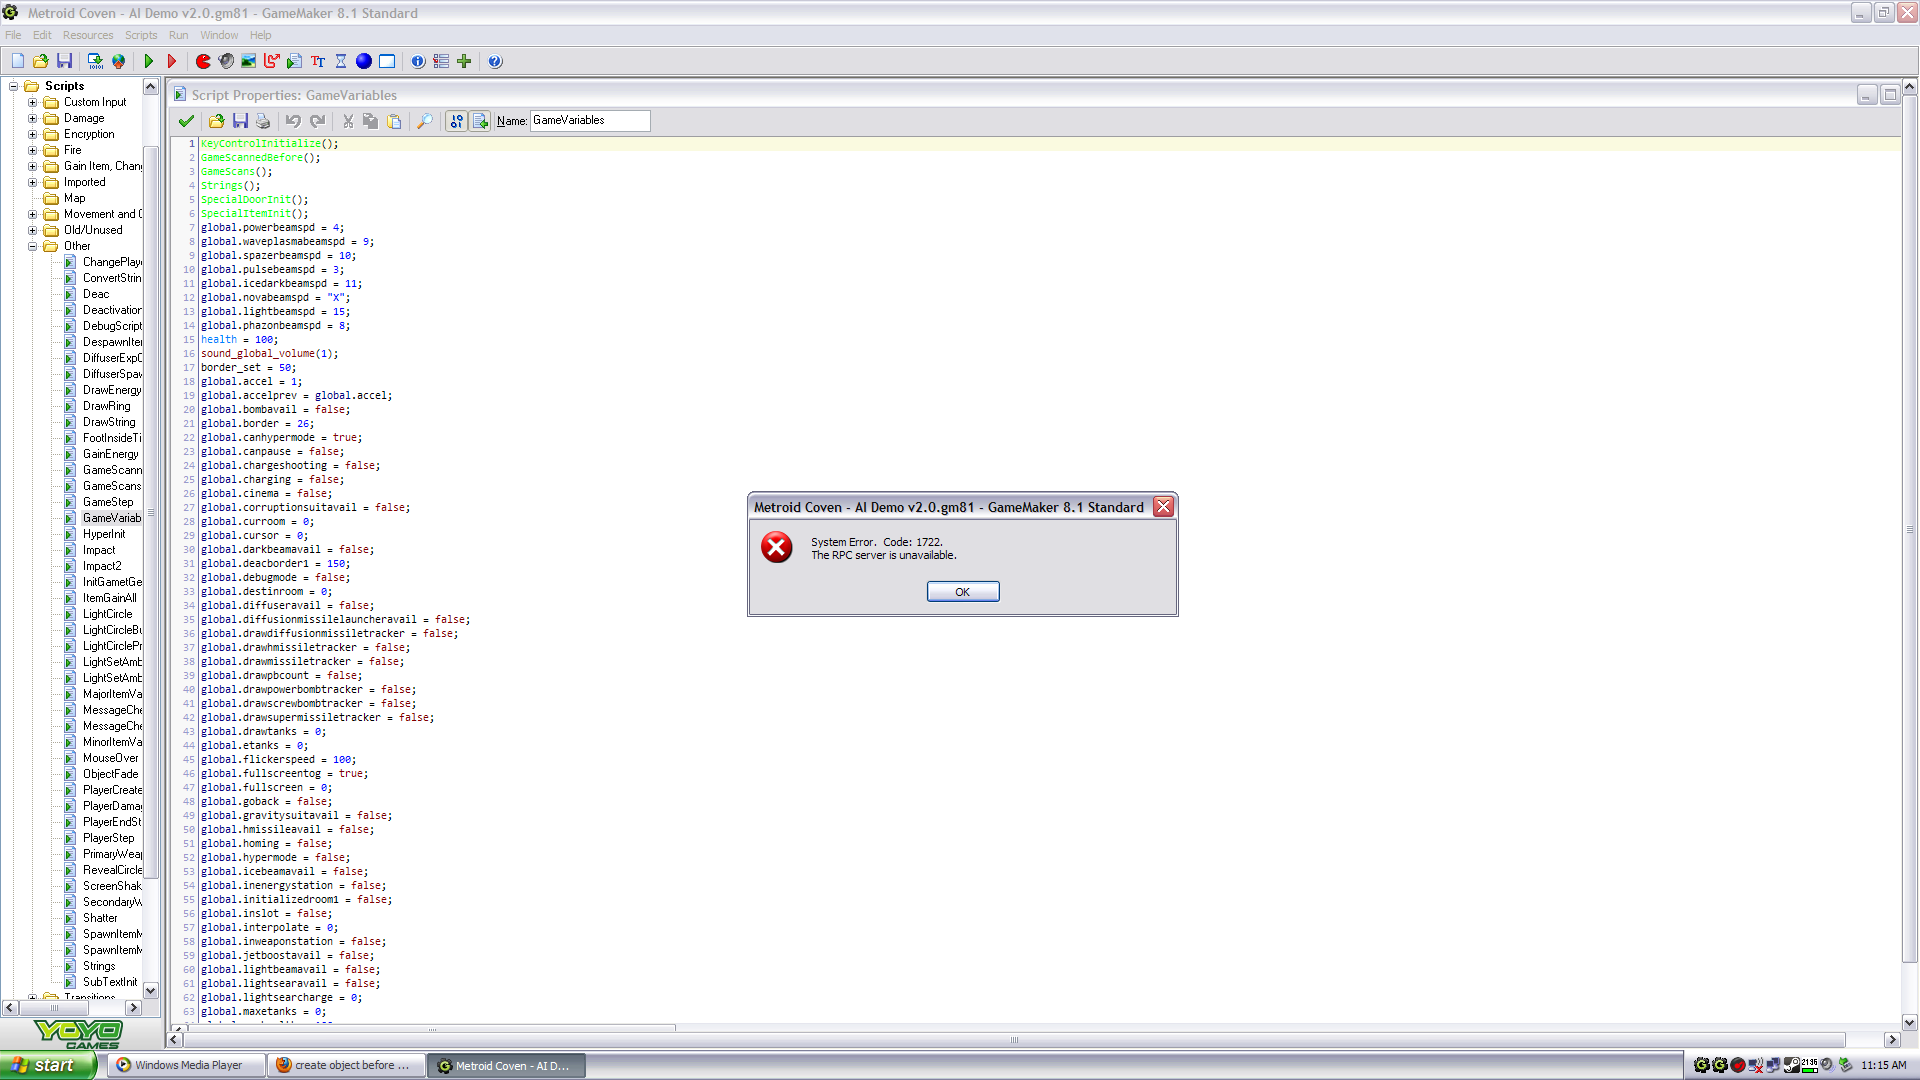 Metroid Coven - AI Demo v2.0.gm81 - GameMaker 8.1 Standard
File Edit Resources Scripts Run Window Help
Scripts
Custom Input
Damage
Encryption
Fire
Gain Item, Chan
Imported
Map
Movement and C
Old/Unused
Other
ChangePlay
ConvertStrin
Deac
Deactivation
DebugScript
DespawnIter
DiffuserExpC
DiffuserSpa
DrawEnergy
DrawRing
DrawString
FootInsideTi
GainEnergy
GameScann
GameScans
GameStep
GameVariab
HyperInit
Impact
Impact2
InitGametGe
ItemGainAll
LightCircle
LightCircleBu
LightCirclePr
LightSetAmb
LightSetAmb
MajorItemVa
MessageChe
MessageChe
MinorItemVa
MouseOver
ObjectFade
PlayerCreate
PlayerDama
PlayerEndSt
PlayerStep
PrimaryWeap
RevealCircle
ScreenShak
SecondaryW
Shatter
SpawnItemM
SpawnItemM
Strings
SubTextInit
Transitions
YOYO
GAMES
Script Properties: GameVariables
Name: GameVariables
1 KeyControlInitialize();
2 GameScannedBefore();
3 GameScans();
4 Strings();
5 SpecialDoorInit();
6 SpecialItemInit();
7 global.powerbeamspd = 4;
8 global.waveplasmabeamspd = 9;
9 global.spazerbeamspd = 10;
10 global.pulsebeamspd = 3;
11 global.icedarkbeamspd = 11;
12 global.novabeamspd = "X";
13 global.lightbeamspd = 15;
14 global.phazonbeamspd = 8;
15 health = 100;
16 sound_global_volume(1);
17 border_set = 50;
18 global.accel = 1;
19 global.accelprev = global.accel;
20 global.bombavail = false;
21 global.border = 26;
22 global.canhypermode = true;
23 global.canpause = false;
24 global.chargeshooting = false;
25 global.charging = false;
26 global.cinema = false;
27 global.corruptionsuitavail = false;
28 global.curroom = 0;
29 global.cursor = 0;
30 global.darkbeamavail = false;
31 global.deacborder1 = 150;
32 global.debugmode = false;
33 global.destinroom = 0;
34 global.diffuseravail = false;
35 global.diffusionmissilelauncheravail = false;
36 global.drawdiffusionmissiletracker = false;
37 global.drawhmissiletracker = false;
38 global.drawmissiletracker = false;
39 global.drawpbcount = false;
40 global.drawpowerbombtracker = false;
41 global.drawscrewbombtracker = false;
42 global.drawsupermissiletracker = false;
43 global.drawtanks = 0;
44 global.etanks = 0;
45 global.flickerspeed = 100;
46 global.fullscreentog = true;
47 global.fullscreen = 0;
48 global.goback = false;
49 global.gravitysuitavail = false;
50 global.hmissileavail = false;
51 global.homing = false;
52 global.hypermode = false;
53 global.icebeamavail = false;
54 global.inenergystation = false;
55 global.initializedroom1 = false;
56 global.inslot = false;
57 global.interpolate = 0;
58 global.inweaponstation = false;
59 global.jetboostavail = false;
60 global.lightbeamavail = false;
61 global.lightsearavail = false;
62 global.lightsearcharge = 0;
63 global.maxetanks = 0;
Metroid Coven - AI Demo v2.0.gm81 - GameMaker 8.1 Standard
System Error. Code: 1722.
The RPC server is unavailable.
OK
start
Windows Media Player
create object before ...
Metroid Coven - AI D...
2136
11:15 AM